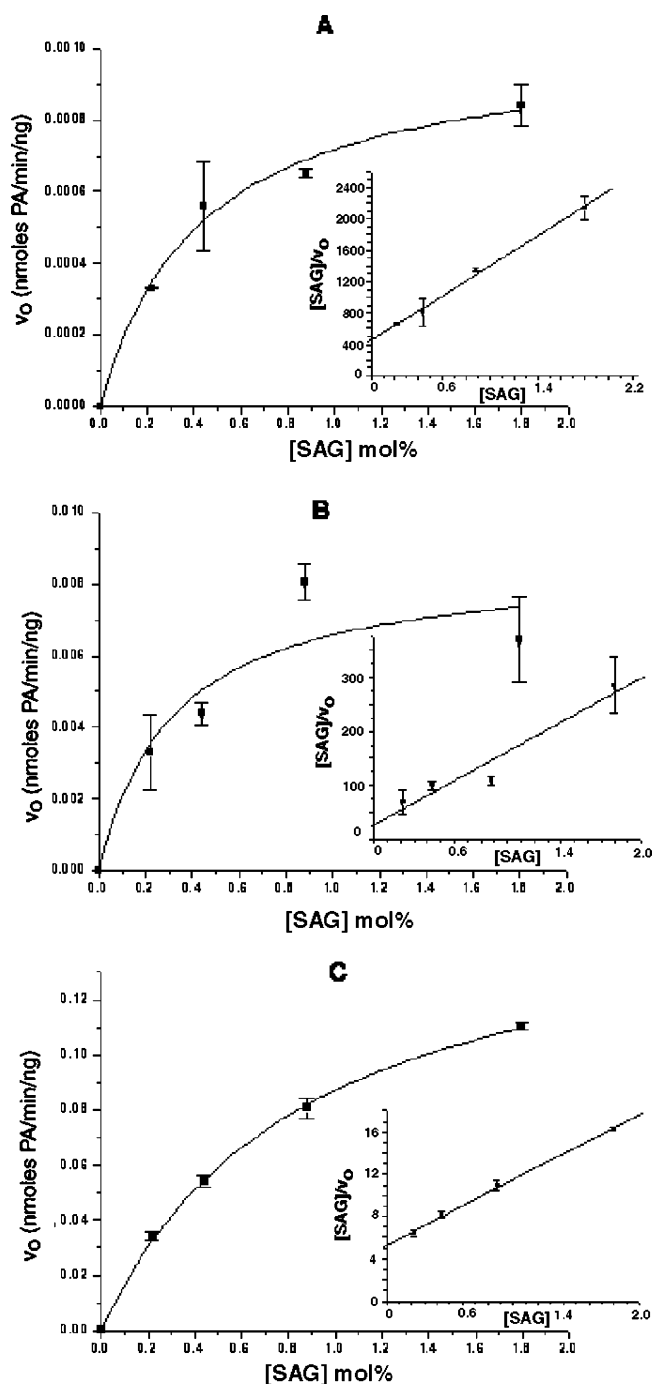 A
v₀ (nmoles PA/min/ng)
0.0010
0.0008
0.0006
0.0004
0.0002
0.0000
0.0 0.2 0.4 0.6 0.8 1.0 1.2 1.4 1.6 1.8 2.0
[SAG] mol%
[SAG]/v₀
2400
2000
1600
1200
800
400
0
0 0.6 1.4 2.2
[SAG]
B
v₀ (nmoles PA/min/ng)
0.010
0.008
0.006
0.004
0.002
0.000
0.0 0.2 0.4 0.6 0.8 1.0 1.2 1.4 1.6 1.8 2.0
[SAG] mol%
[SAG]/v₀
300
200
100
0
0 0.6 1.4 2.0
[SAG]
C
v₀ (nmoles PA/min/ng)
0.12
0.10
0.08
0.06
0.04
0.02
0.00
0.0 0.2 0.4 0.6 0.8 1.0 1.2 1.4 1.6 1.8 2.0
[SAG] mol%
[SAG]/v₀
16
12
8
4
0
0 0.6 1.4 2.0
[SAG]